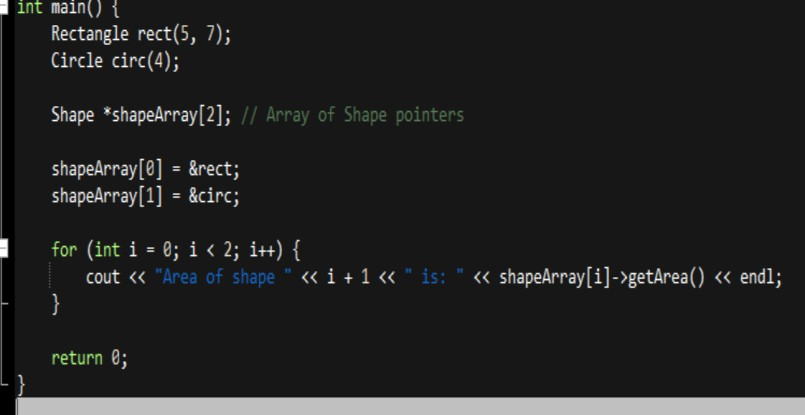 int main() {
Rectangle rect(5, 7);
Circle circ(4);
Shape *shapeArray[2]; // Array of Shape pointers
shapeArray[0] = &rect;
shapeArray[1] = &circ;
for (int i = 0; i < 2; i++) {
cout << "Area of shape " << i + 1 << " is: " << shapeArray[i]->getArea() << endl;
}
return 0;
}